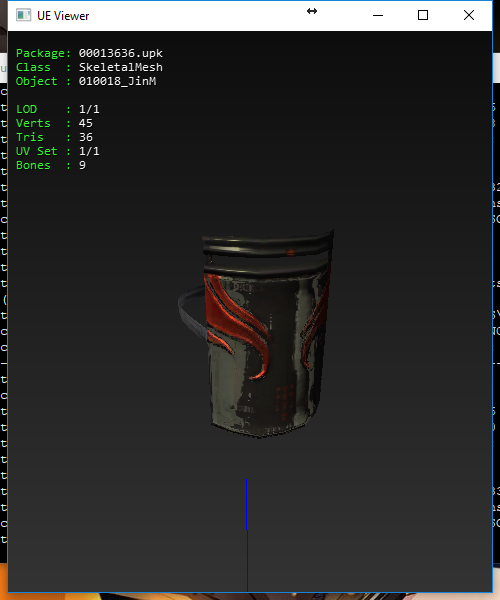 UE Viewer
Package: 00013636.upk
Class  : SkeletalMesh
Object : 010018_JinM
LOD    : 1/1
Verts  : 45
Tris   : 36
UV Set : 1/1
Bones  : 9